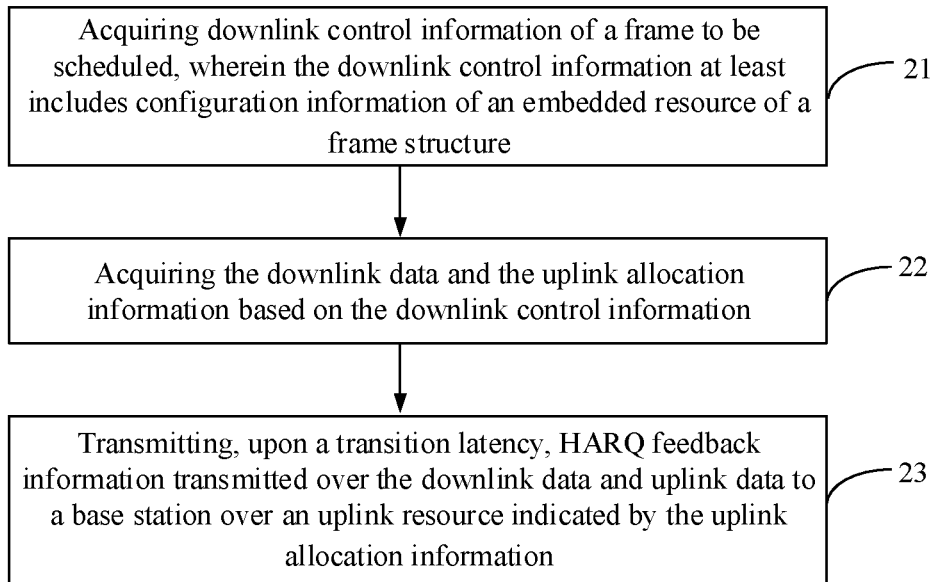 Acquiring downlink control information of a frame to be
scheduled, wherein the downlink control information at least
includes configuration information of an embedded resource of a
frame structure
21
Acquiring the downlink data and the uplink allocation
information based on the downlink control information
22
Transmitting, upon a transition latency, HARQ feedback
information transmitted over the downlink data and uplink data to
a base station over an uplink resource indicated by the uplink
allocation information
23